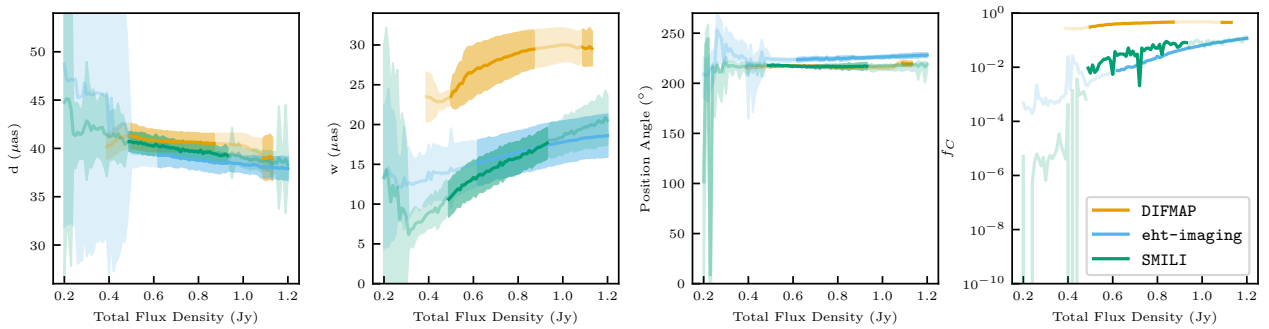 d (μas)
50
45
40
35
30
0.2 0.4 0.6 0.8 1.0 1.2
Total Flux Density (Jy)
w (μas)
30
25
20
15
10
5
0
0.2 0.4 0.6 0.8 1.0 1.2
Total Flux Density (Jy)
Position Angle (°)
250
200
150
100
50
0
0.2 0.4 0.6 0.8 1.0 1.2
Total Flux Density (Jy)
f_C
10⁰
10⁻²
10⁻⁴
10⁻⁶
10⁻⁸
10⁻¹⁰
DIFMAP
eht-imaging
SMILI
0.2 0.4 0.6 0.8 1.0 1.2
Total Flux Density (Jy)